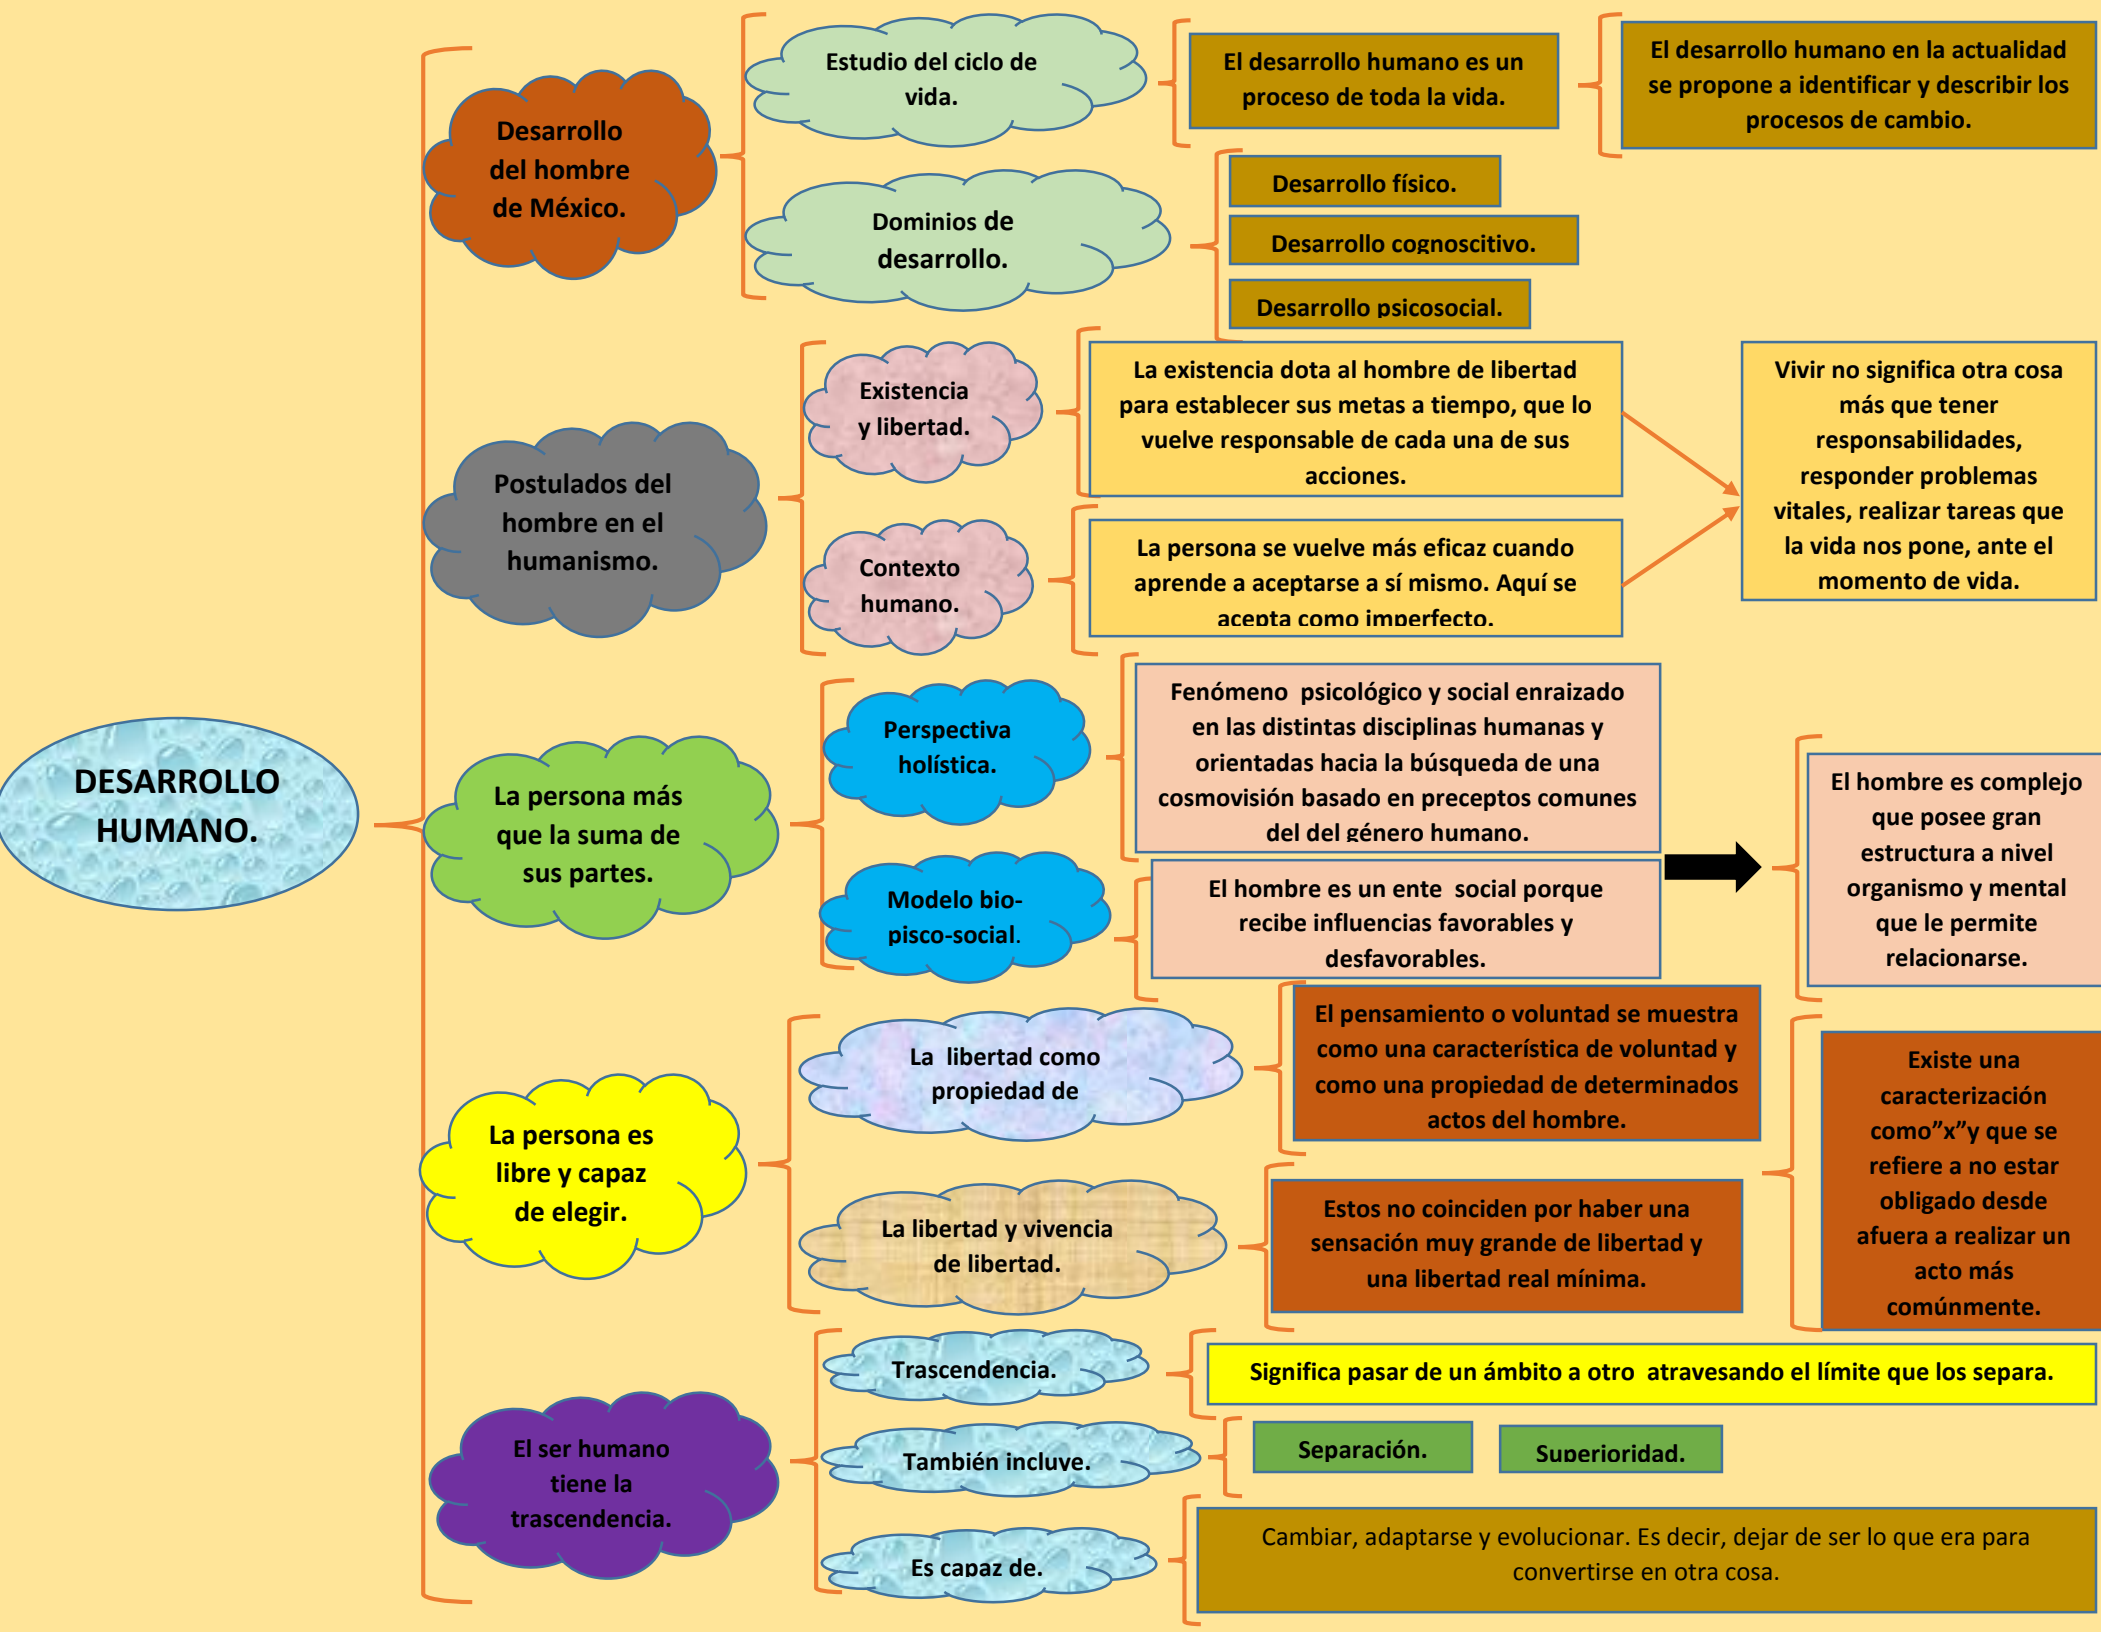 DESARROLLO
HUMANO.
Desarrollo
del hombre
de México.
Estudio del ciclo de
vida.
El desarrollo humano es un
proceso de toda la vida.
El desarrollo humano en la actualidad
se propone a identificar y describir los
procesos de cambio.
Dominios de
desarrollo.
Desarrollo físico.
Desarrollo cognoscitivo.
Desarrollo psicosocial.
Postulados del
hombre en el
humanismo.
Existencia
y libertad.
La existencia dota al hombre de libertad
para establecer sus metas a tiempo, que lo
vuelve responsable de cada una de sus
acciones.
Contexto
humano.
La persona se vuelve más eficaz cuando
aprende a aceptarse a sí mismo. Aquí se
acepta como imperfecto.
Vivir no significa otra cosa
más que tener
responsabilidades,
responder problemas
vitales, realizar tareas que
la vida nos pone, ante el
momento de vida.
La persona más
que la suma de
sus partes.
Perspectiva
holística.
Fenómeno psicológico y social enraizado
en las distintas disciplinas humanas y
orientadas hacia la búsqueda de una
cosmovisión basado en preceptos comunes
del del género humano.
Modelo bio-
pisco-social.
El hombre es un ente social porque
recibe influencias favorables y
desfavorables.
El hombre es complejo
que posee gran
estructura a nivel
organismo y mental
que le permite
relacionarse.
La persona es
libre y capaz
de elegir.
La libertad como
propiedad de
El pensamiento o voluntad se muestra
como una característica de voluntad y
como una propiedad de determinados
actos del hombre.
La libertad y vivencia
de libertad.
Estos no coinciden por haber una
sensación muy grande de libertad y
una libertad real mínima.
Existe una
caracterización
como”x”y que se
refiere a no estar
obligado desde
afuera a realizar un
acto más
comúnmente.
El ser humano
tiene la
trascendencia.
Trascendencia.
Significa pasar de un ámbito a otro atravesando el límite que los separa.
También incluye.
Separación.
Superioridad.
Es capaz de.
Cambiar, adaptarse y evolucionar. Es decir, dejar de ser lo que era para
convertirse en otra cosa.